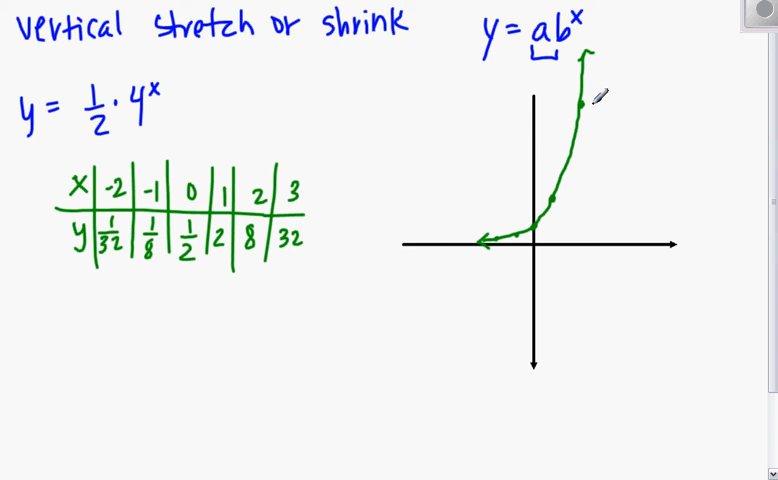 vertical stretch or shrink
y = ab^x
y = 1/2 · 4^x
x | -2 | -1 | 0 | 1 | 2 | 3
y | 1/32 | 1/8 | 1/2 | 2 | 8 | 32